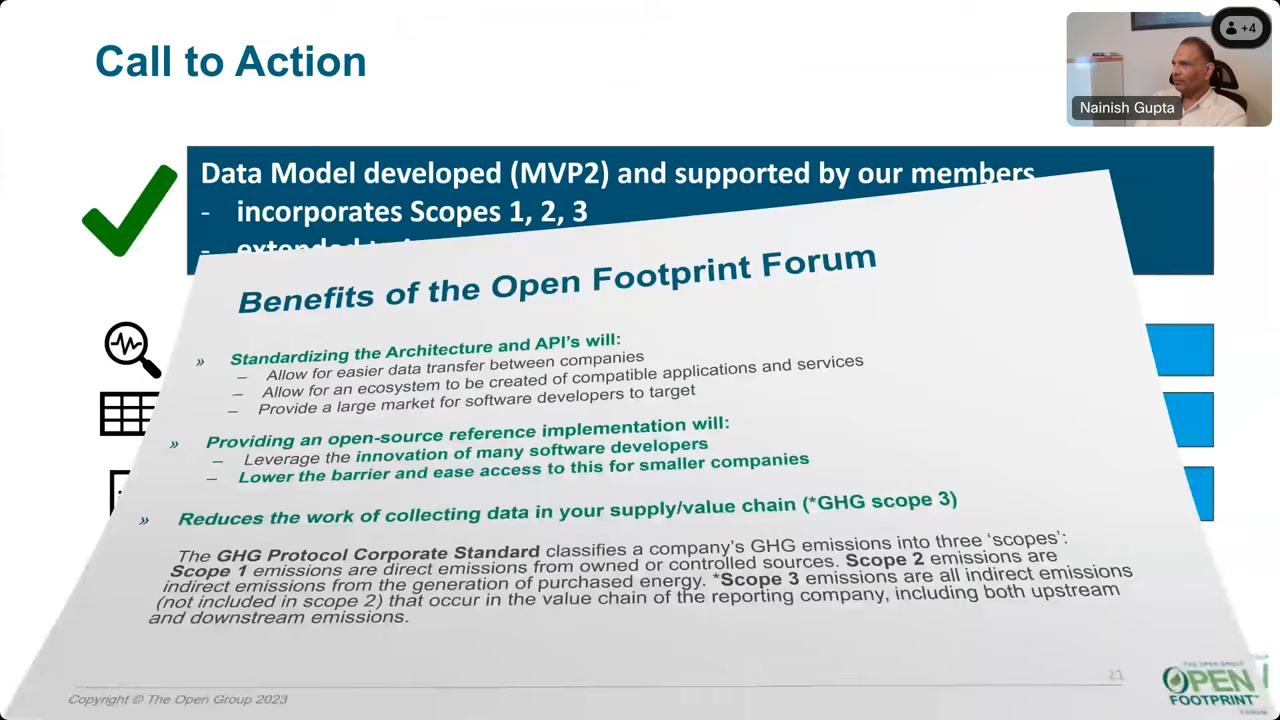 Call to Action
+4
Nainish Gupta
Data Model developed (MVP2) and supported by our members
- incorporates Scopes 1, 2, 3
- extended
Benefits of the Open Footprint Forum
» Standardizing the Architecture and API's will:
– Allow for easier data transfer between companies
– Allow for an ecosystem to be created of compatible applications and services
– Provide a large market for software developers to target
» Providing an open-source reference implementation will:
– Leverage the innovation of many software developers
– Lower the barrier and ease access to this for smaller companies
» Reduces the work of collecting data in your supply/value chain (*GHG scope 3)
The GHG Protocol Corporate Standard classifies a company's GHG emissions into three ‘scopes’:
Scope 1 emissions are direct emissions from owned or controlled sources. Scope 2 emissions are
indirect emissions from the generation of purchased energy. *Scope 3 emissions are all indirect emissions
(not included in scope 2) that occur in the value chain of the reporting company, including both upstream
and downstream emissions.
21
Copyright © The Open Group 2023
THE OPEN GROUP
OPEN
FOOTPRINT™
FORUM